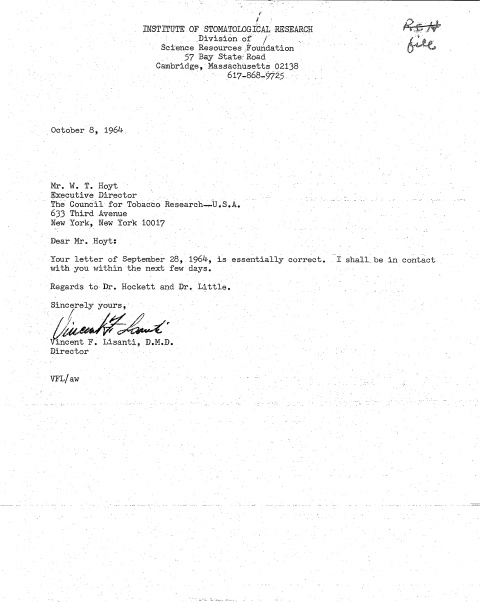 INSTITUTE OF STOMATOLOGICAL RESEARCH
Division of
Science Resources Foundation
57 Bay State Road
Cambridge, Massachusetts 02138
617-868-9725
RCH
file
October 8, 1964
Mr. W. T. Hoyt
Executive Director
The Council for Tobacco Research—U.S.A.
633 Third Avenue
New York, New York 10017
Dear Mr. Hoyt:
Your letter of September 28, 1964, is essentially correct. I shall be in contact
with you within the next few days.
Regards to Dr. Hockett and Dr. Little.
Sincerely yours,
Vincent F Lisanti
Vincent F. Lisanti, D.M.D.
Director
VFL/aw